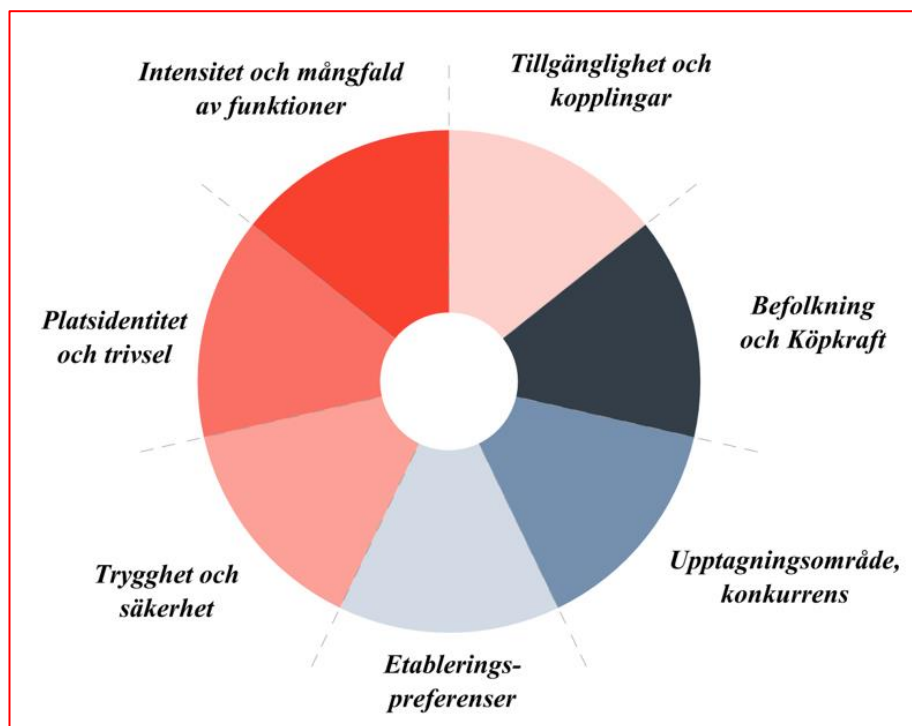 Intensitet och mångfald
av funktioner
Tillgänglighet och
kopplingar
Befolkning
och Köpkraft
Upptagningsområde,
konkurrens
Etablerings-
preferenser
Trygghet och
säkerhet
Platsidentitet
och trivsel